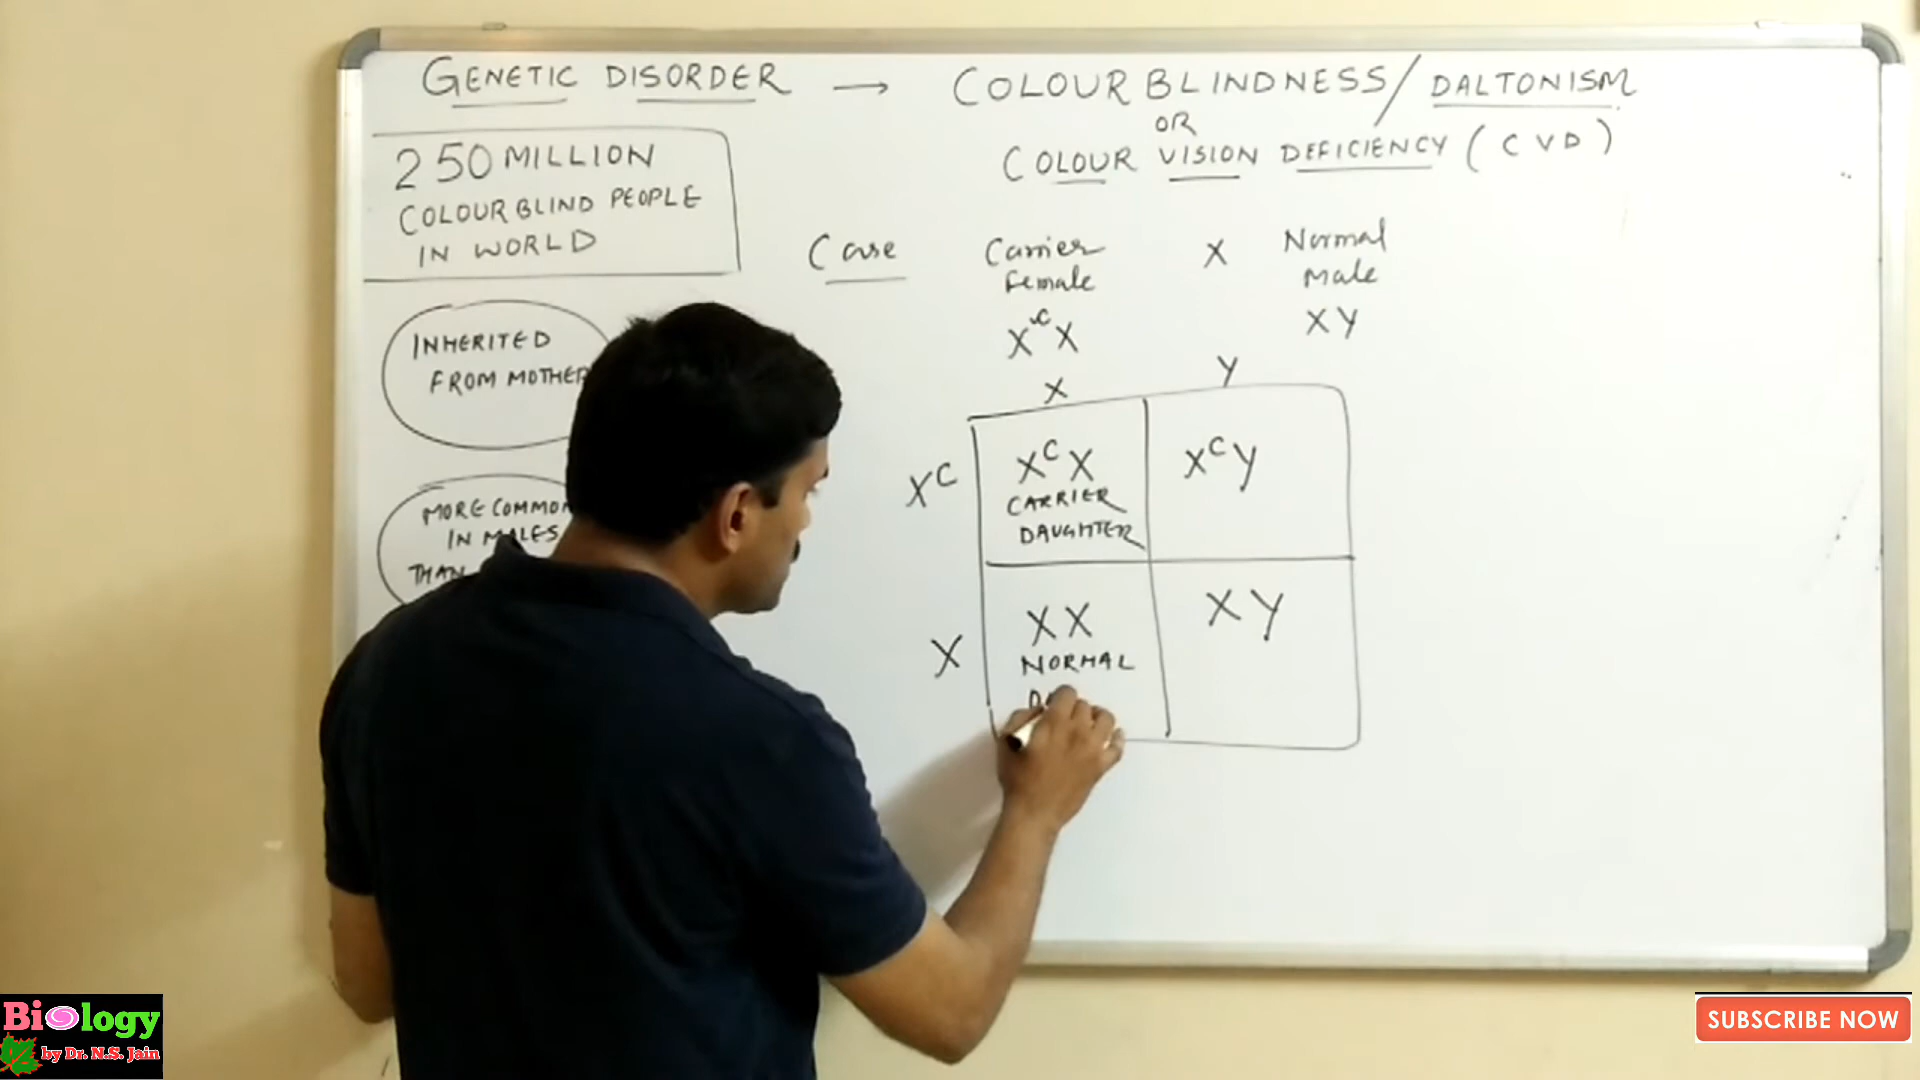 GENETIC DISORDER → COLOUR BLINDNESS / DALTONISM
OR
COLOUR VISION DEFICIENCY (CVD)
250 MILLION
COLOUR BLIND PEOPLE
IN WORLD
INHERITED
FROM MOTHER
MORE COMMON
IN MALES
THAN
Case
Carrier
Female
X
Normal
Male
XᶜX
XY
X
Y
Xᶜ
XᶜX
CARRIER
DAUGHTER
XᶜY
X
XX
NORMAL
XY
Biology
by Dr. N.S. Jain
SUBSCRIBE NOW